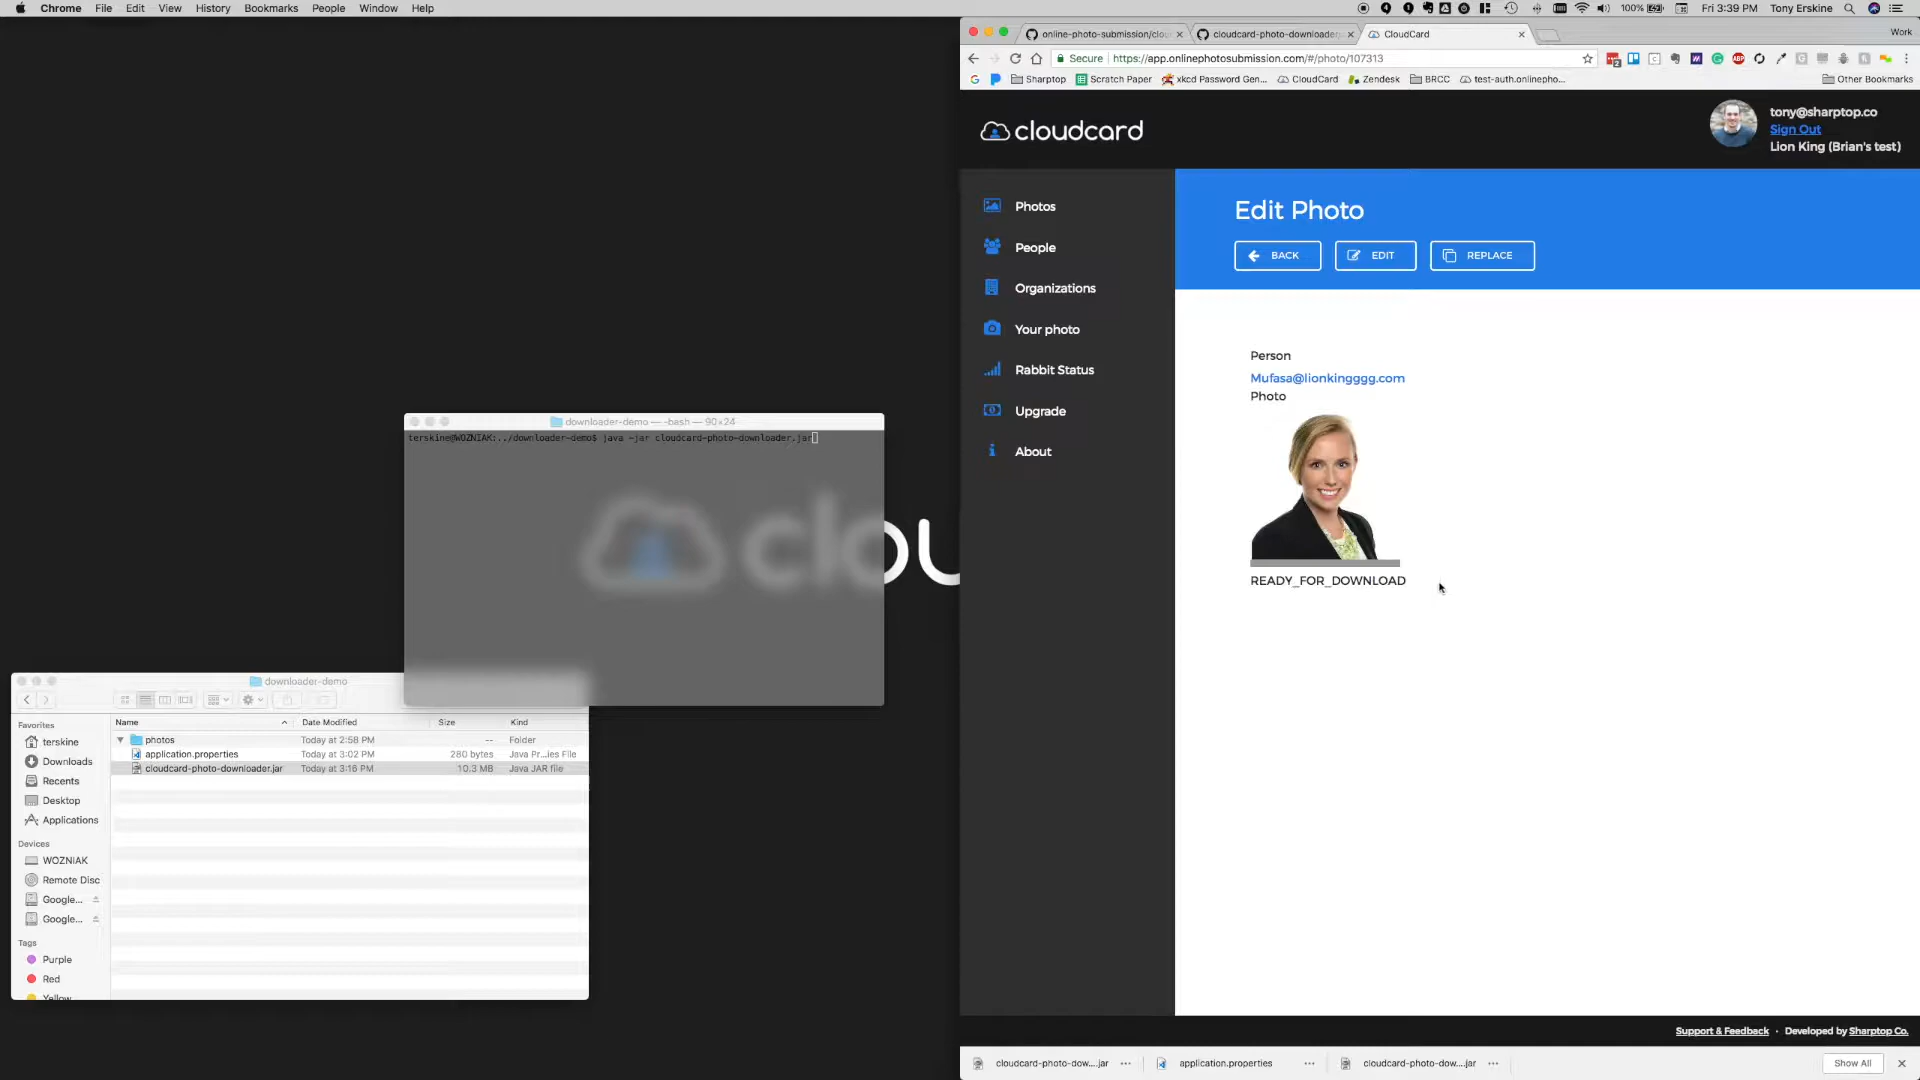 Chrome File Edit View History Bookmarks People Window Help
100% Fri 3:39 PM Tony Erskine
online-photo-submission/clou
cloudcard-photo-downloader
CloudCard
Work
Secure https://app.onlinephotosubmission.com/#/photo/107313
Sharptop Scratch Paper xkcd Password Gen... CloudCard Zendesk BRCC test-auth.onlinepho... Other Bookmarks
cloudcard
tony@sharptop.co
Sign Out
Lion King (Brian's test)
Photos
People
Organizations
Your photo
Rabbit Status
Upgrade
About
Edit Photo
BACK EDIT REPLACE
Person
Mufasa@lionkingggg.com
Photo
READY_FOR_DOWNLOAD
downloader-demo — -bash — 90×24
terskine@WOZNIAK:../downloader-demo$ java -jar cloudcard-photo-downloader.jar
clou
downloader-demo
Favorites
terskine
Downloads
Recents
Desktop
Applications
Devices
WOZNIAK
Remote Disc
Google...
Google...
Tags
Purple
Red
Yellow
Name Date Modified Size Kind
photos Today at 2:58 PM -- Folder
application.properties Today at 3:02 PM 280 bytes Java Pr...ies File
cloudcard-photo-downloader.jar Today at 3:16 PM 10.3 MB Java JAR file
Support & Feedback · Developed by Sharptop Co.
cloudcard-photo-dow....jar
application.properties
cloudcard-photo-dow....jar
Show All